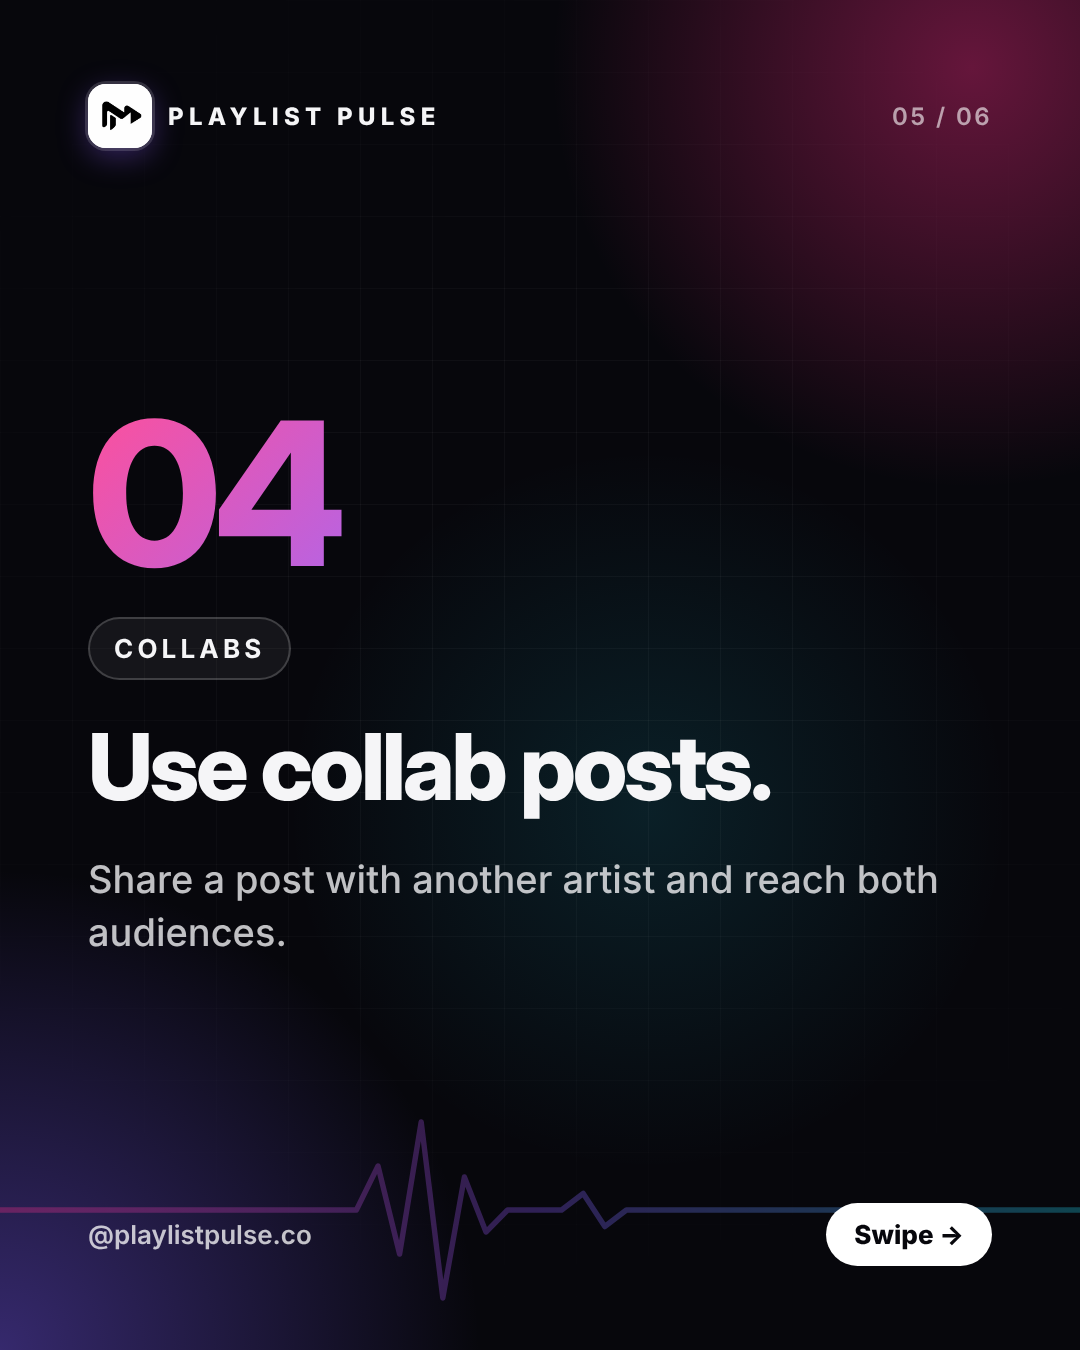 PLAYLIST PULSE
05 / 06
04
COLLABS
Use collab posts.
Share a post with another artist and reach both
audiences.
@playlistpulse.co
Swipe →